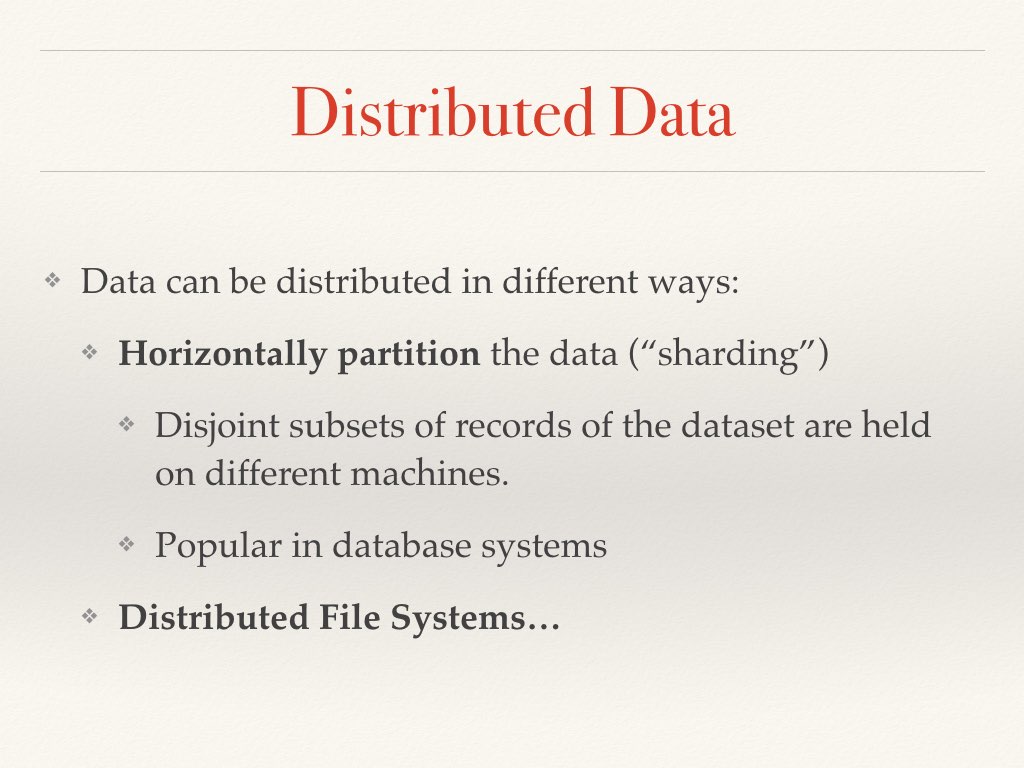 Distributed Data
❖ Data can be distributed in different ways:
❖ Horizontally partition the data (“sharding”)
❖ Disjoint subsets of records of the dataset are held
on different machines.
❖ Popular in database systems
❖ Distributed File Systems…